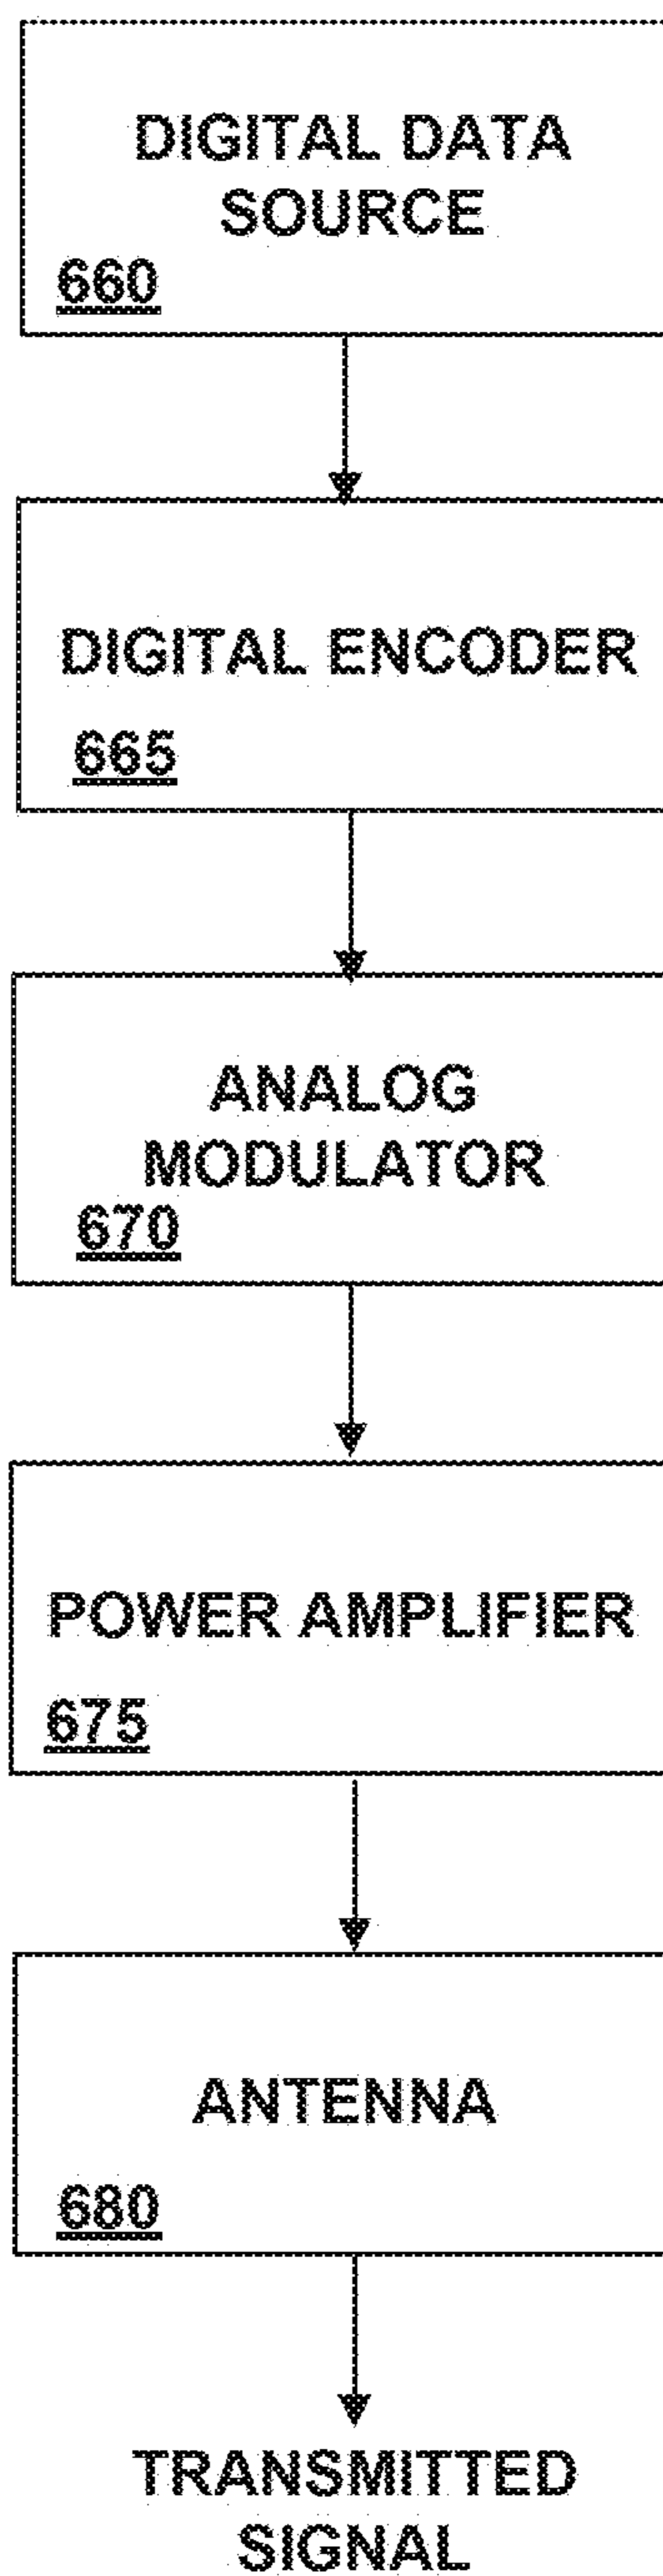 DIGITAL DATA
SOURCE
660
DIGITAL ENCODER
665
ANALOG
MODULATOR
670
POWER AMPLIFIER
675
ANTENNA
680
TRANSMITTED
SIGNAL